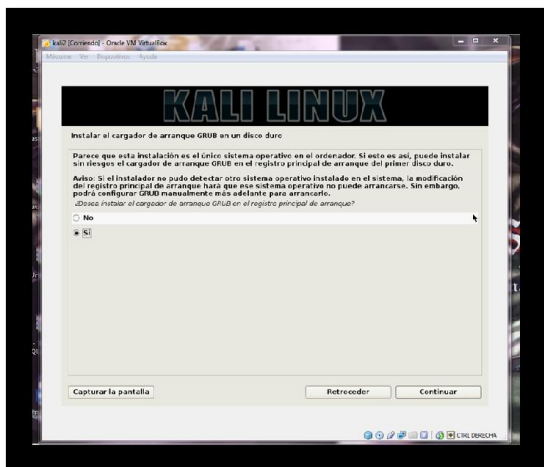 kali2 [Corriendo] - Oracle VM VirtualBox
Máquina Ver Dispositivos Ayuda
KALI LINUX
Instalar el cargador de arranque GRUB en un disco duro
Parece que esta instalación es el único sistema operativo en el ordenador. Si esto es así, puede instalar
sin riesgos el cargador de arranque GRUB en el registro principal de arranque del primer disco duro.
Aviso: Si el instalador no pudo detectar otro sistema operativo instalado en el sistema, la modificación
del registro principal de arranque hará que ese sistema operativo no puede arrancarse. Sin embargo,
podrá configurar GRUB manualmente más adelante para arrancarlo.
¿Desea instalar el cargador de arranque GRUB en el registro principal de arranque?
No
Sí
Capturar la pantalla
Retroceder
Continuar
CTRL DERECHA